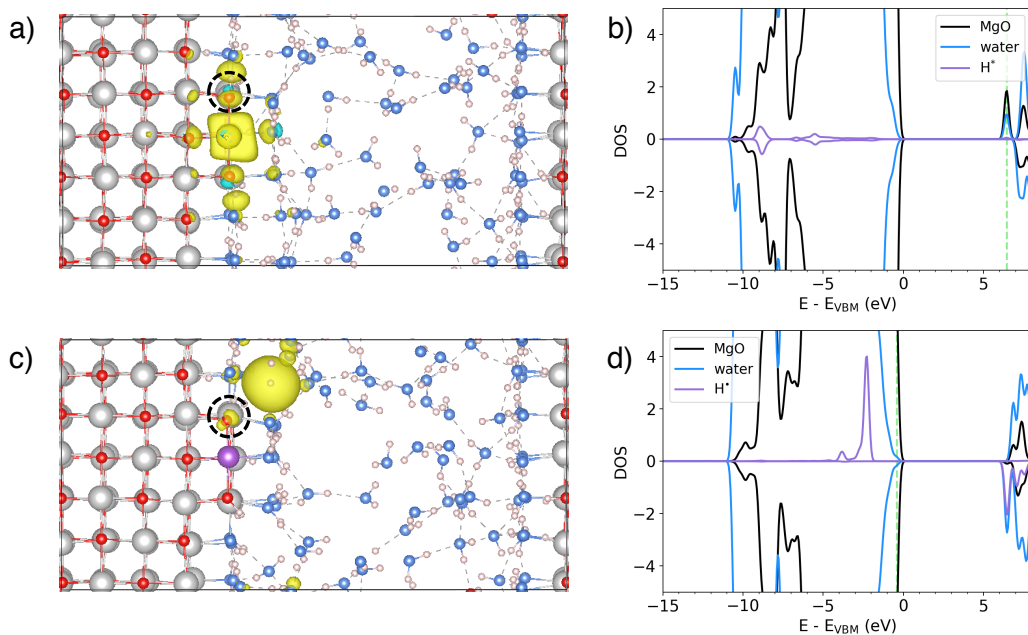 a)
b)
MgO
water
H*
DOS
4
2
0
−2
−4
−15
−10
−5
0
5
E - E_VBM (eV)
c)
d)
MgO
water
H•
DOS
4
2
0
−2
−4
−15
−10
−5
0
5
E - E_VBM (eV)